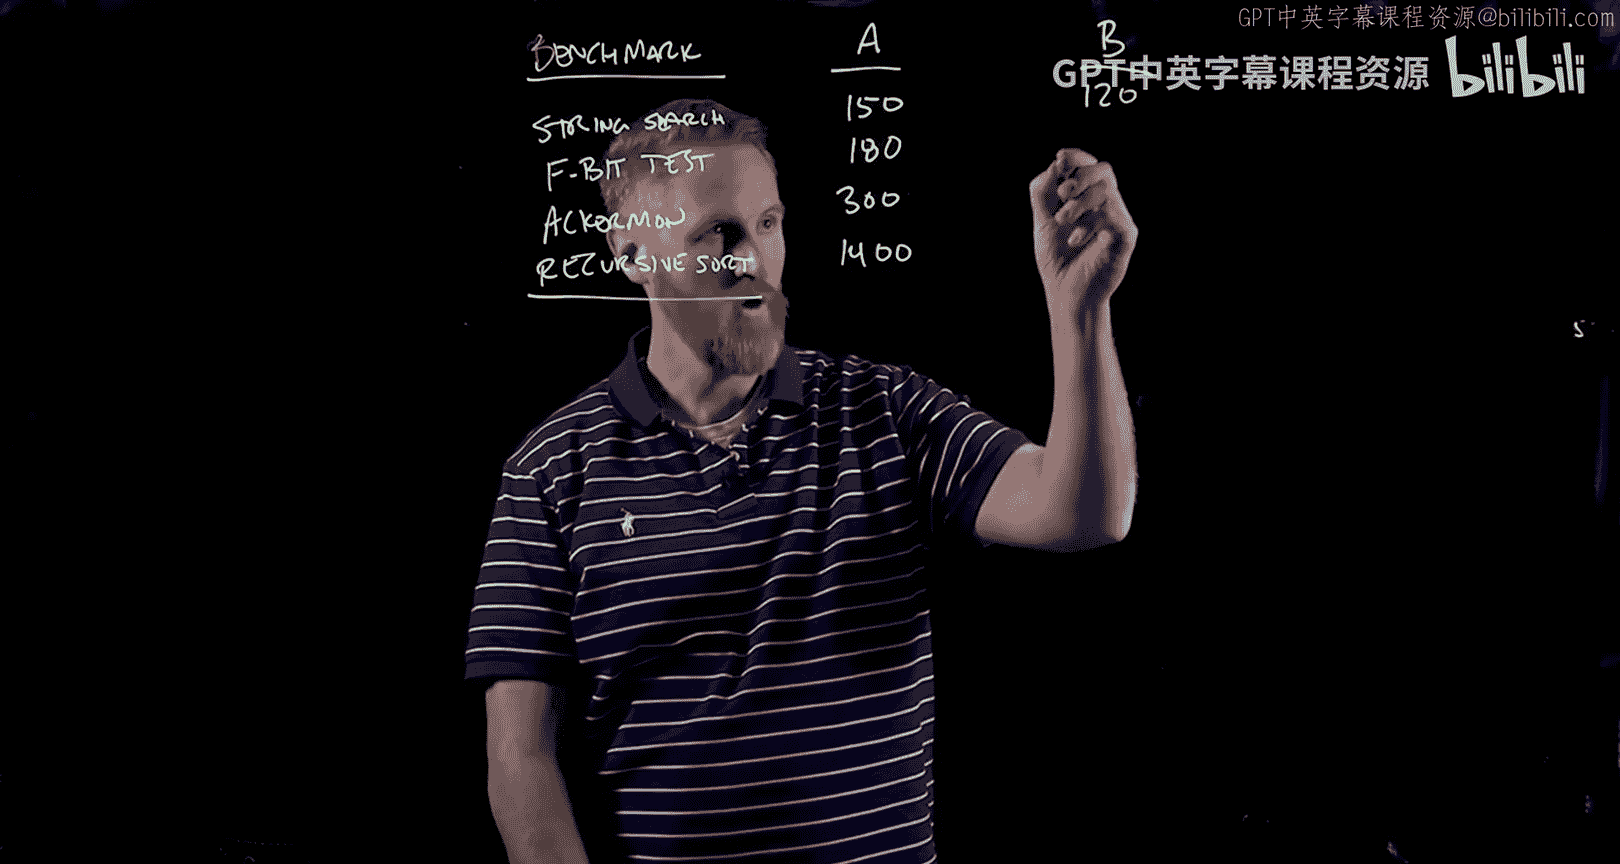 GPT中英字幕课程资源@bilibili.com
BENCHMARK A B
GPT中英字幕课程资源 bilibili
STRING SEARCH 150 120
F-BIT TEST 180
ACKERMON 300
RECURSIVE SORT 1400
5